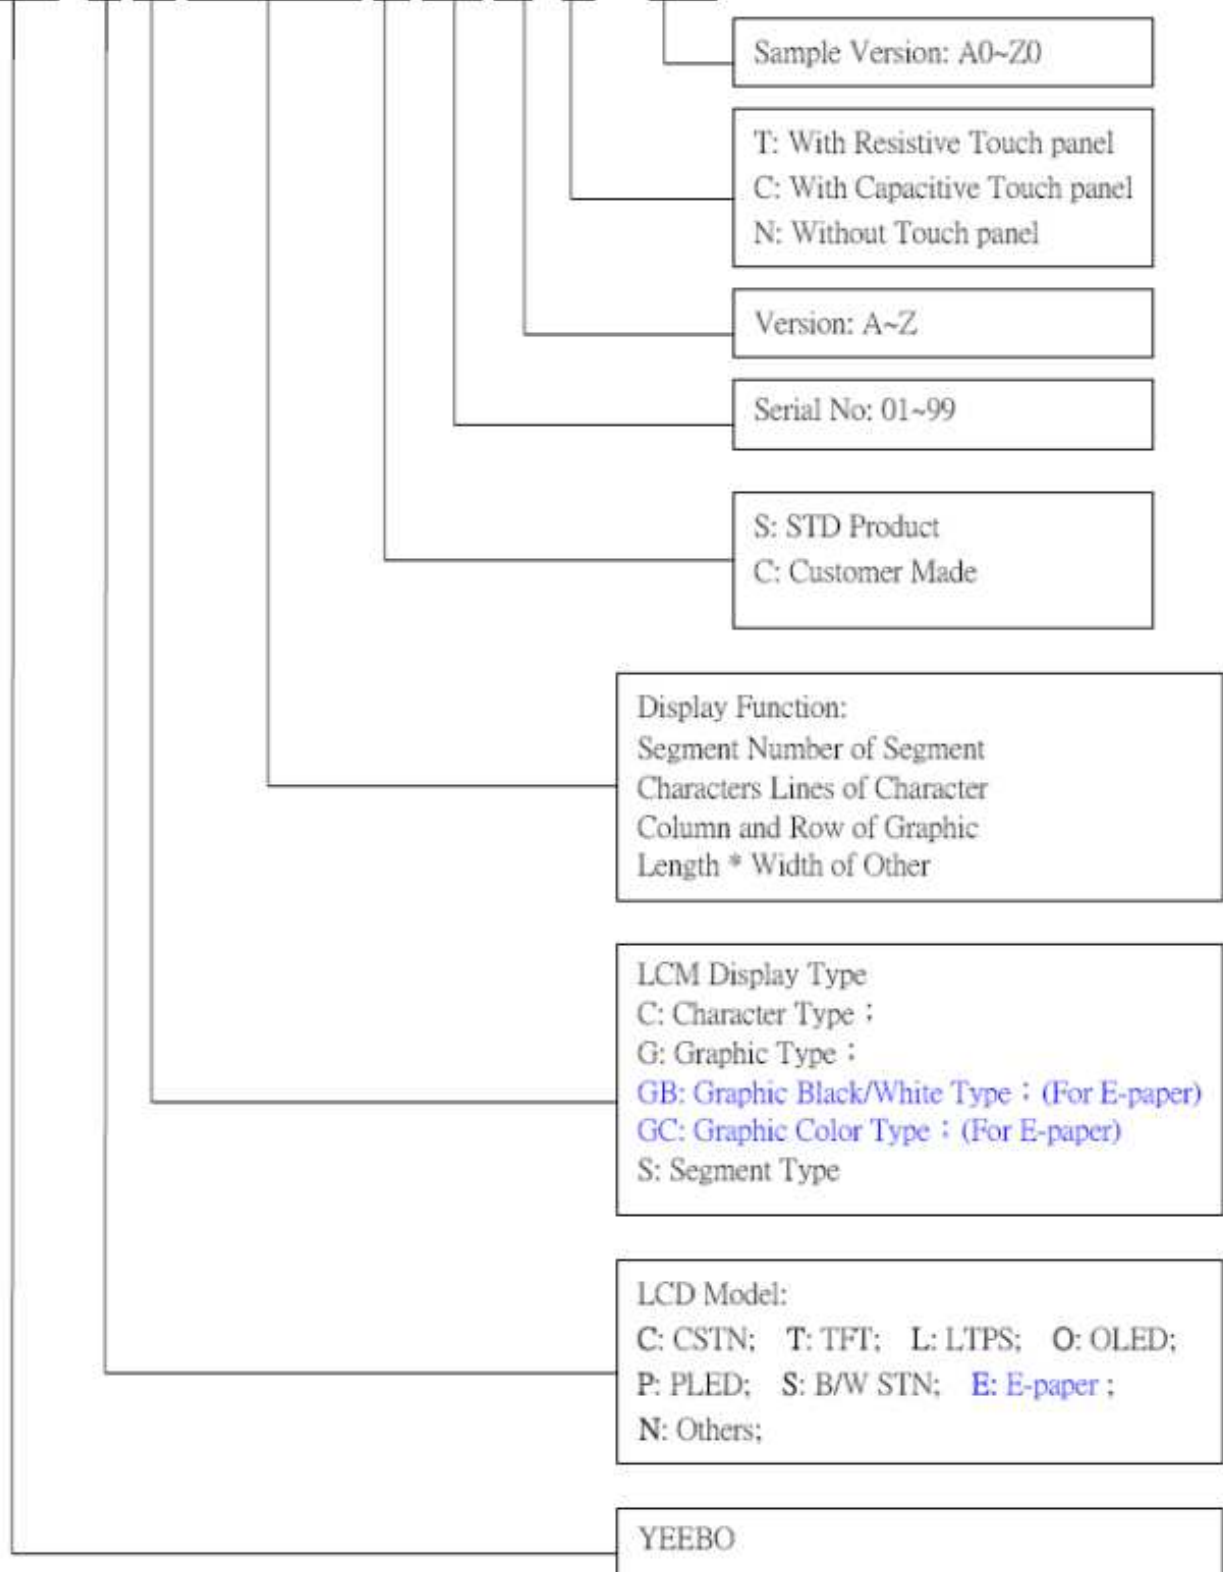 Sample Version: A0~Z0
T: With Resistive Touch panel
C: With Capacitive Touch panel
N: Without Touch panel
Version: A~Z
Serial No: 01~99
S: STD Product
C: Customer Made
Display Function:
Segment Number of Segment
Characters Lines of Character
Column and Row of Graphic
Length * Width of Other
LCM Display Type
C: Character Type ;
G: Graphic Type ;
GB: Graphic Black/White Type ; (For E-paper)
GC: Graphic Color Type ; (For E-paper)
S: Segment Type
LCD Model:
C: CSTN; T: TFT; L: LTPS; O: OLED;
P: PLED; S: B/W STN; E: E-paper ;
N: Others;
YEEBO